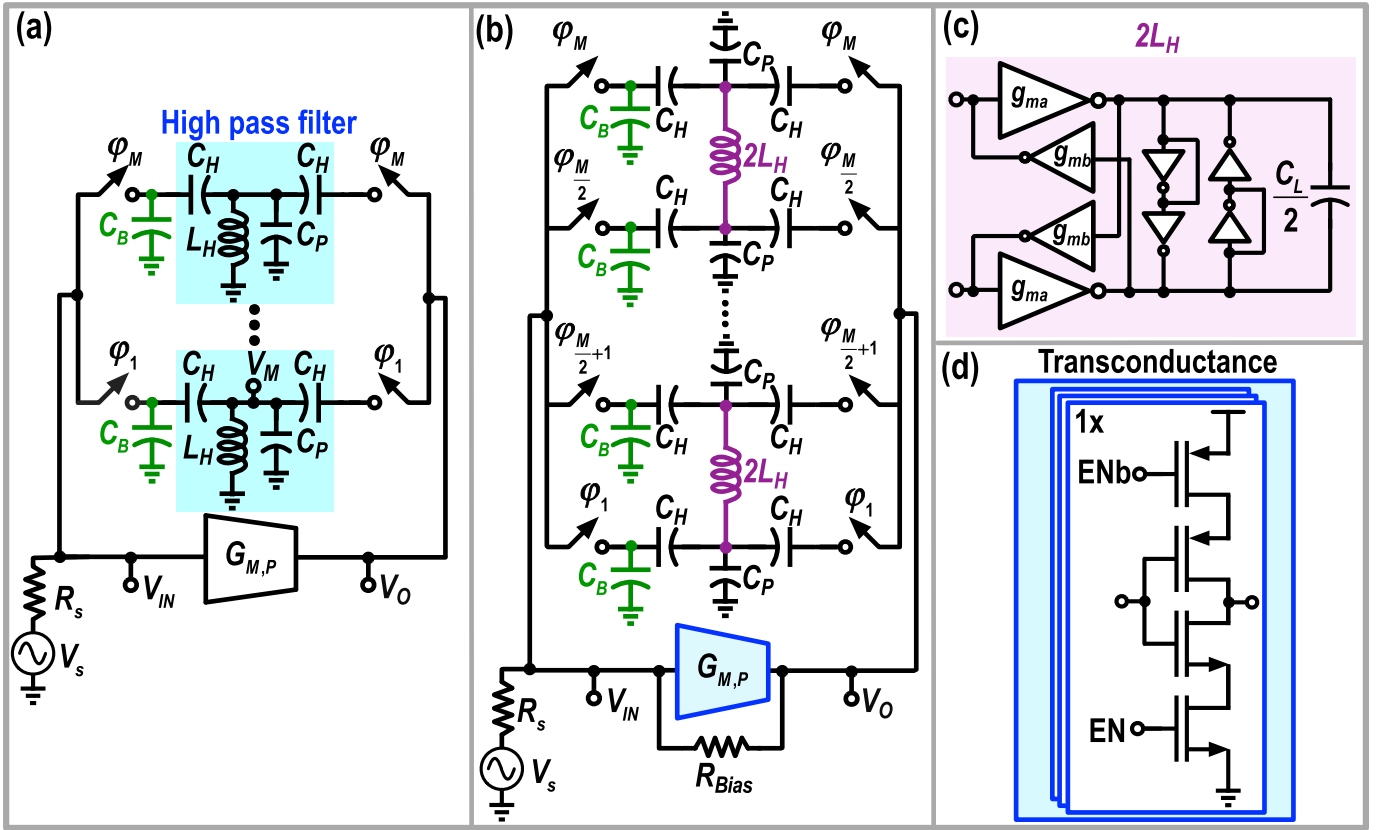 (a)
φM
φM
High pass filter
CH
CH
CB
LH
CP
φ1
φ1
CH
VM
CH
CB
LH
CP
GM,P
VIN
VO
Rs
Vs
(b)
φM
φM
CP
CB
CH
CH
2LH
φM/2
φM/2
CH
CH
CB
CP
φM/2+1
φM/2+1
CP
CB
CH
CH
2LH
φ1
φ1
CH
CH
CB
CP
GM,P
VIN
VO
Rs
RBias
Vs
(c)
2LH
gma
gmb
gmb
gma
CL/2
(d)
Transconductance
1x
ENb
EN